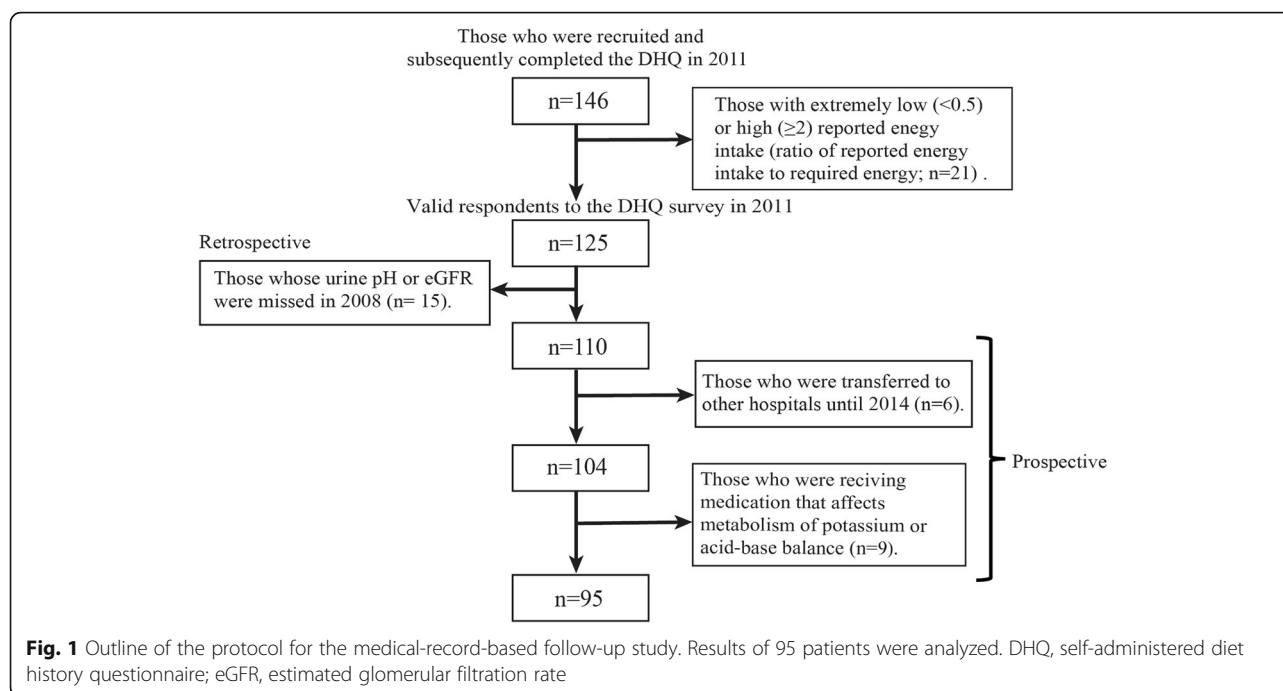 Those who were recruited and
subsequently completed the DHQ in 2011
n=146
Those with extremely low (<0.5)
or high (≥2) reported enegy
intake (ratio of reported energy
intake to required energy; n=21) .
Valid respondents to the DHQ survey in 2011
n=125
Retrospective
Those whose urine pH or eGFR
were missed in 2008 (n= 15).
n=110
Those who were transferred to
other hospitals until 2014 (n=6).
n=104
Prospective
Those who were reciving
medication that affects
metabolism of potassium or
acid-base balance (n=9).
n=95
Fig. 1 Outline of the protocol for the medical-record-based follow-up study. Results of 95 patients were analyzed. DHQ, self-administered diet
history questionnaire; eGFR, estimated glomerular filtration rate